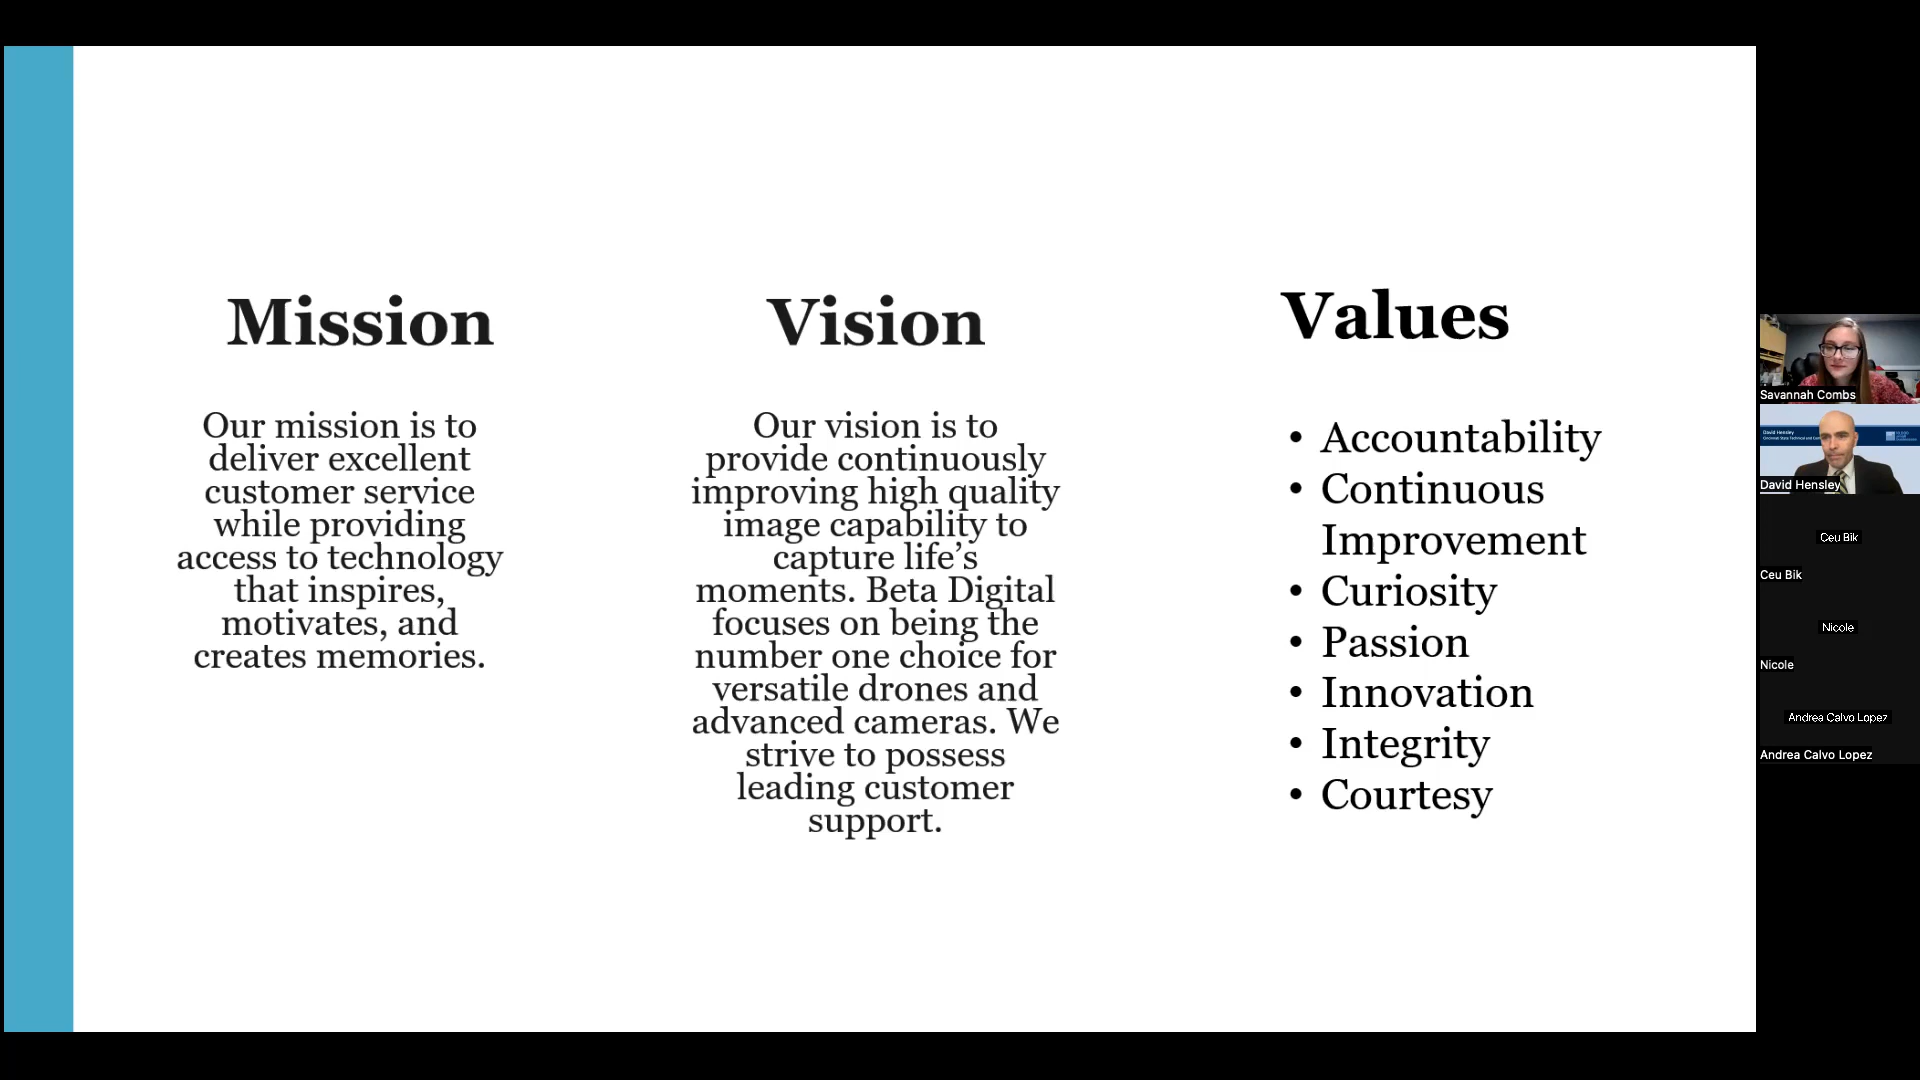 Mission
Our mission is to
deliver excellent
customer service
while providing
access to technology
that inspires,
motivates, and
creates memories.
Vision
Our vision is to
provide continuously
improving high quality
image capability to
capture life’s
moments. Beta Digital
focuses on being the
number one choice for
versatile drones and
advanced cameras. We
strive to possess
leading customer
support.
Values
• Accountability
• Continuous
Improvement
• Curiosity
• Passion
• Innovation
• Integrity
• Courtesy
Savannah Combs
David Hensley
David Hensley
Ceu Bik
Ceu Bik
Nicole
Nicole
Andrea Calvo Lopez
Andrea Calvo Lopez